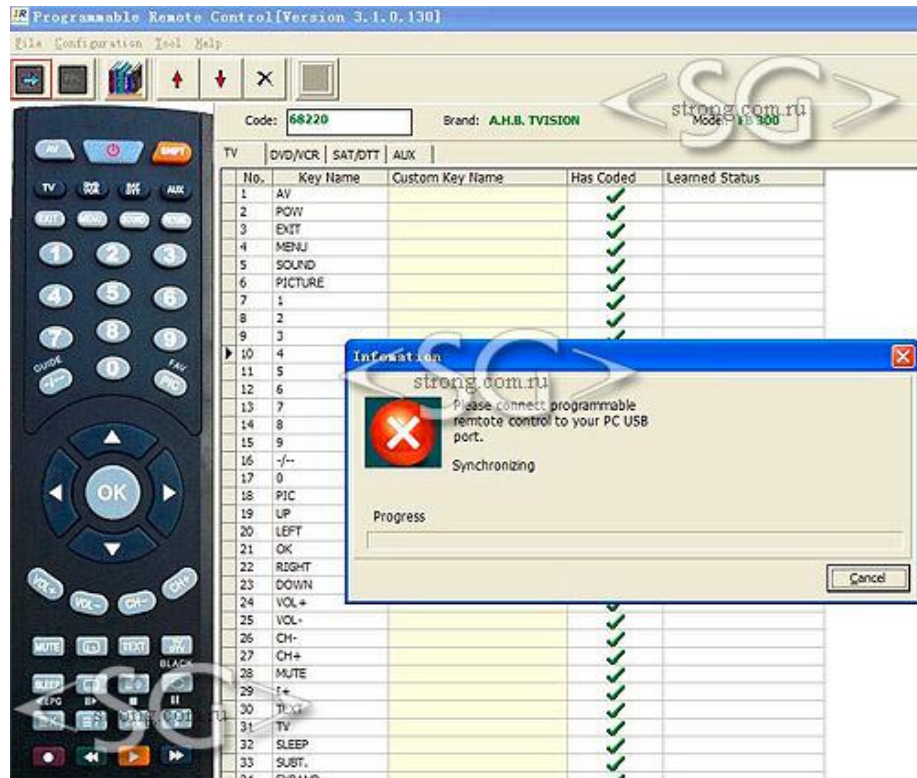 Programmable Remote Control[Version 3.1.0.130]
File Configuration Tool Help
strong.com.ru
Code: 68220 Brand: A.H.B. TVISION
TV DVD/VCR SAT/DTT AUX
No. Key Name Custom Key Name Has Coded Learned Status
1 AV
2 POW
3 EXIT
4 MENU
5 SOUND
6 PICTURE
7 1
8 2
9 3
10 4
11 5
12 6
13 7
14 8
15 9
16 -/--
17 0
18 PIC
19 UP
20 LEFT
21 OK
22 RIGHT
23 DOWN
24 VOL+
25 VOL-
26 CH-
27 CH+
28 MUTE
29 I+
30 TEXT
31 TV
32 SLEEP
33 SUBT.
Infomation
SG
strong.com.ru
Please connect programmable
remtote control to your PC USB
port.
Synchronizing
Progress
Cancel
AV SHIFT
TV DVD VCR SAT DTT AUX
EXIT MENU SOUND
1 2 3
4 5 6
7 8 9
GUIDE FAV
-/-- 0 PIC
OK
VOL+ VOL- CH- CH+
MUTE TEXT
BLACK
SLEEP
SG